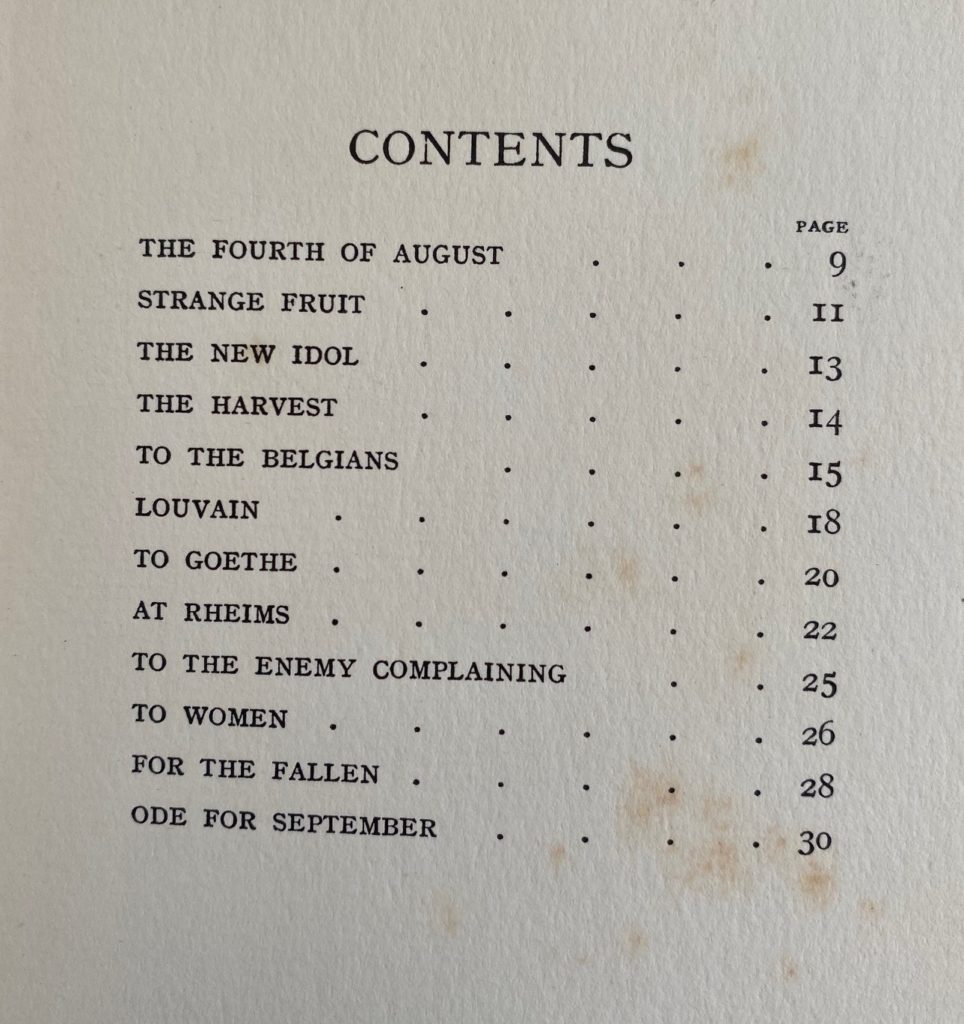 CONTENTS
PAGE
THE FOURTH OF AUGUST . . . 9
STRANGE FRUIT . . . . . 11
THE NEW IDOL . . . . . 13
THE HARVEST . . . . . 14
TO THE BELGIANS . . . . 15
LOUVAIN . . . . . . 18
TO GOETHE . . . . . . 20
AT RHEIMS . . . . . . 22
TO THE ENEMY COMPLAINING . . 25
TO WOMEN . . . . . . 26
FOR THE FALLEN . . . . . 28
ODE FOR SEPTEMBER . . . . 30